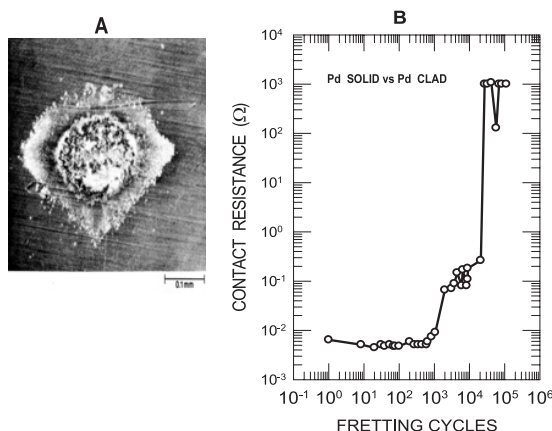 A
0.1mm
B
Pd SOLID vs Pd CLAD
CONTACT RESISTANCE (Ω)
10⁴
10³
10²
10¹
10⁰
10⁻¹
10⁻²
10⁻³
10⁻¹ 10⁰ 10¹ 10² 10³ 10⁴ 10⁵ 10⁶
FRETTING CYCLES